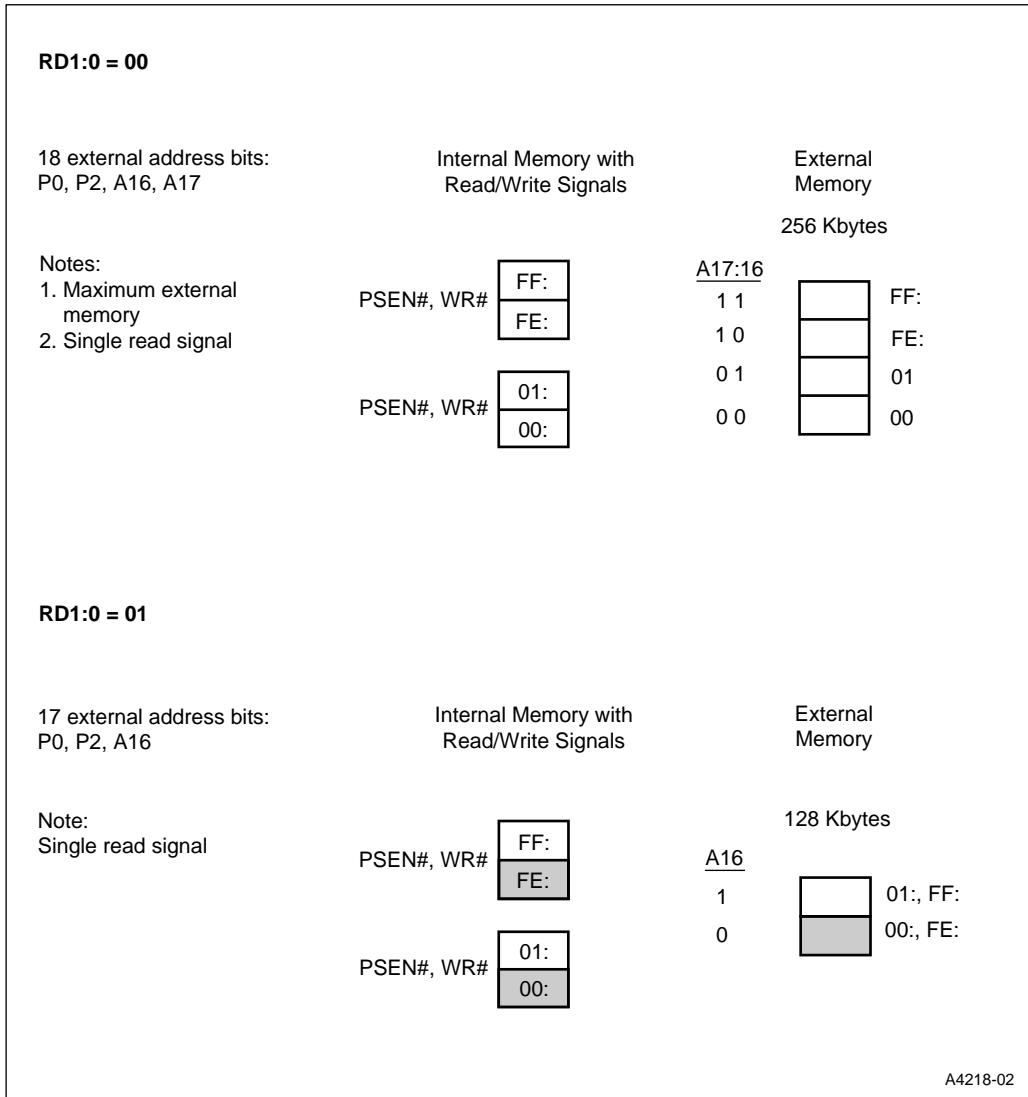 RD1:0 = 00
18 external address bits:
P0, P2, A16, A17
Internal Memory with
Read/Write Signals
External
Memory
256 Kbytes
Notes:
1. Maximum external
memory
2. Single read signal
PSEN#, WR#
FF:
FE:
PSEN#, WR#
01:
00:
A17:16
1 1
1 0
0 1
0 0
FF:
FE:
01
00
RD1:0 = 01
17 external address bits:
P0, P2, A16
Internal Memory with
Read/Write Signals
External
Memory
128 Kbytes
Note:
Single read signal
PSEN#, WR#
FF:
FE:
PSEN#, WR#
01:
00:
A16
1
0
01:, FF:
00:, FE:
A4218-02